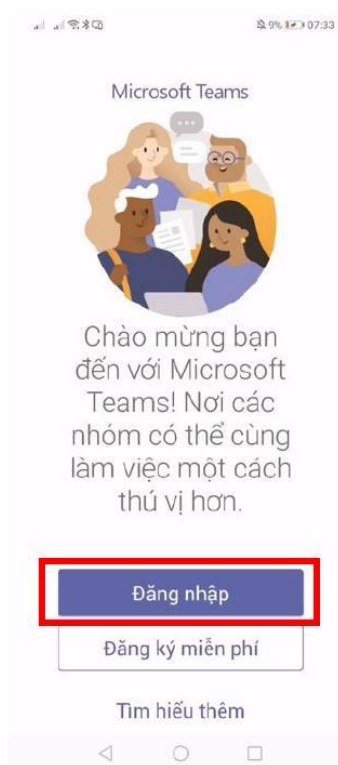 9% 07:33
Microsoft Teams
Chào mừng bạn
đến với Microsoft
Teams! Nơi các
nhóm có thể cùng
làm việc một cách
thú vị hơn.
Đăng nhập
Đăng ký miễn phí
Tìm hiểu thêm